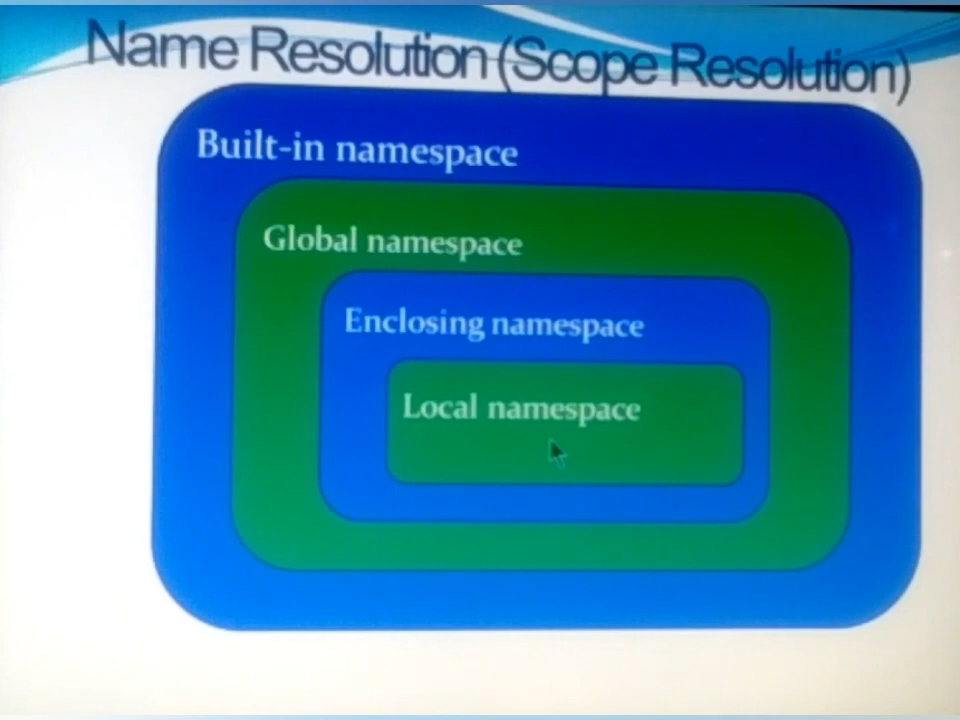 Name Resolution (Scope Resolution)
Built-in namespace
Global namespace
Enclosing namespace
Local namespace